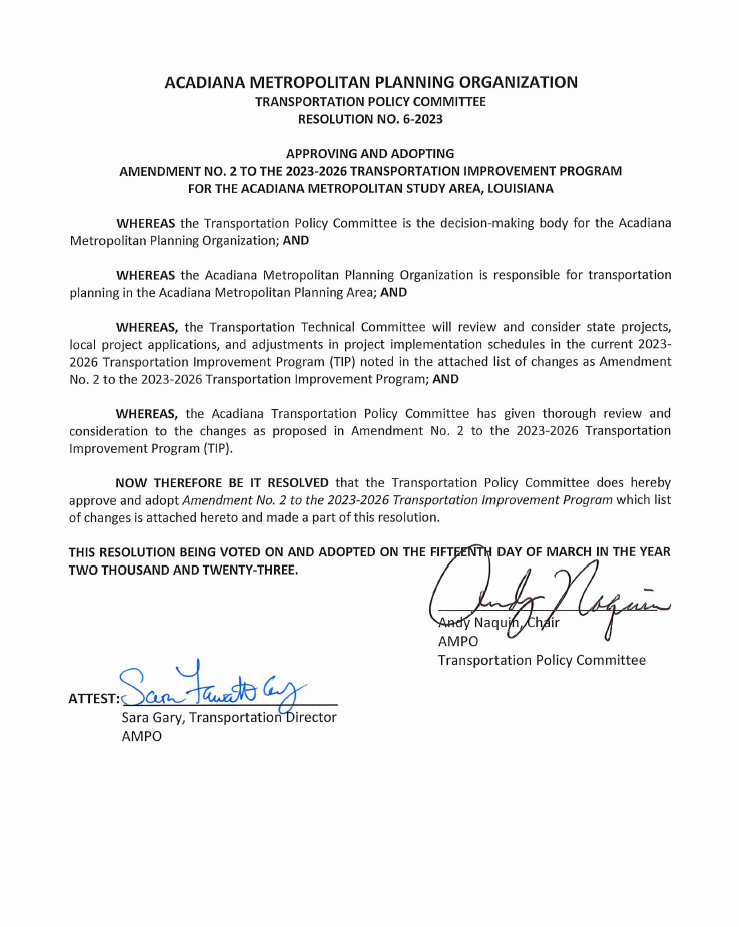 ACADIANA METROPOLITAN PLANNING ORGANIZATION
TRANSPORTATION POLICY COMMITTEE
RESOLUTION NO. 6-2023
APPROVING AND ADOPTING
AMENDMENT NO. 2 TO THE 2023-2026 TRANSPORTATION IMPROVEMENT PROGRAM
FOR THE ACADIANA METROPOLITAN STUDY AREA, LOUISIANA
WHEREAS the Transportation Policy Committee is the decision-making body for the Acadiana
Metropolitan Planning Organization; AND
WHEREAS the Acadiana Metropolitan Planning Organization is responsible for transportation
planning in the Acadiana Metropolitan Planning Area; AND
WHEREAS, the Transportation Technical Committee will review and consider state projects,
local project applications, and adjustments in project implementation schedules in the current 2023-
2026 Transportation Improvement Program (TIP) noted in the attached list of changes as Amendment
No. 2 to the 2023-2026 Transportation Improvement Program; AND
WHEREAS, the Acadiana Transportation Policy Committee has given thorough review and
consideration to the changes as proposed in Amendment No. 2 to the 2023-2026 Transportation
Improvement Program (TIP).
NOW THEREFORE BE IT RESOLVED that the Transportation Policy Committee does hereby
approve and adopt Amendment No. 2 to the 2023-2026 Transportation Improvement Program which list
of changes is attached hereto and made a part of this resolution.
THIS RESOLUTION BEING VOTED ON AND ADOPTED ON THE FIFTEENTH DAY OF MARCH IN THE YEAR
TWO THOUSAND AND TWENTY-THREE.
Andy Naquin
Andy Naquin, Chair
AMPO
Transportation Policy Committee
ATTEST: Sara
Sara Gary, Transportation Director
AMPO